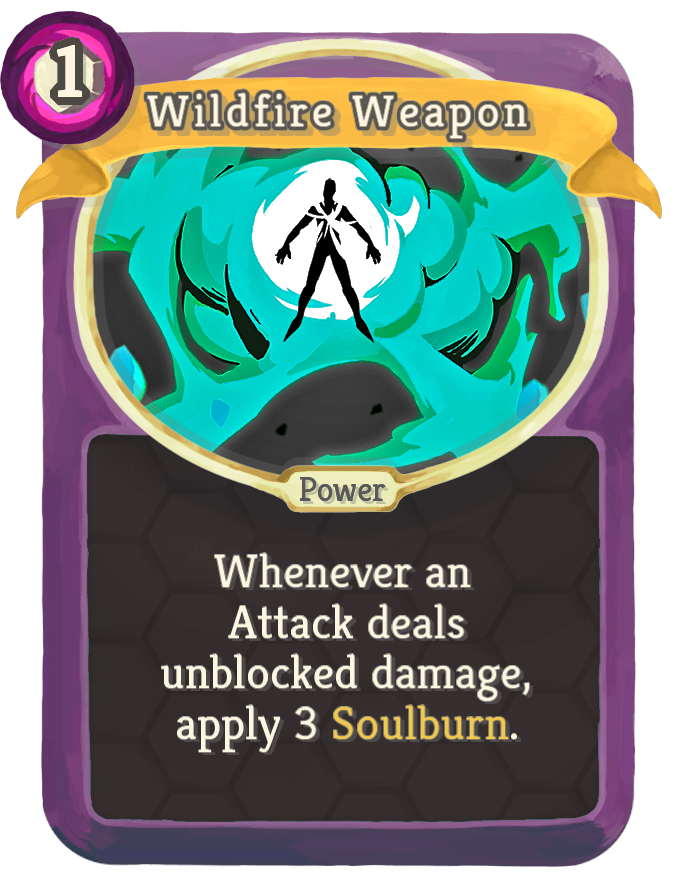 1
Wildfire Weapon
Power
Whenever an
Attack deals
unblocked damage,
apply 3 Soulburn.